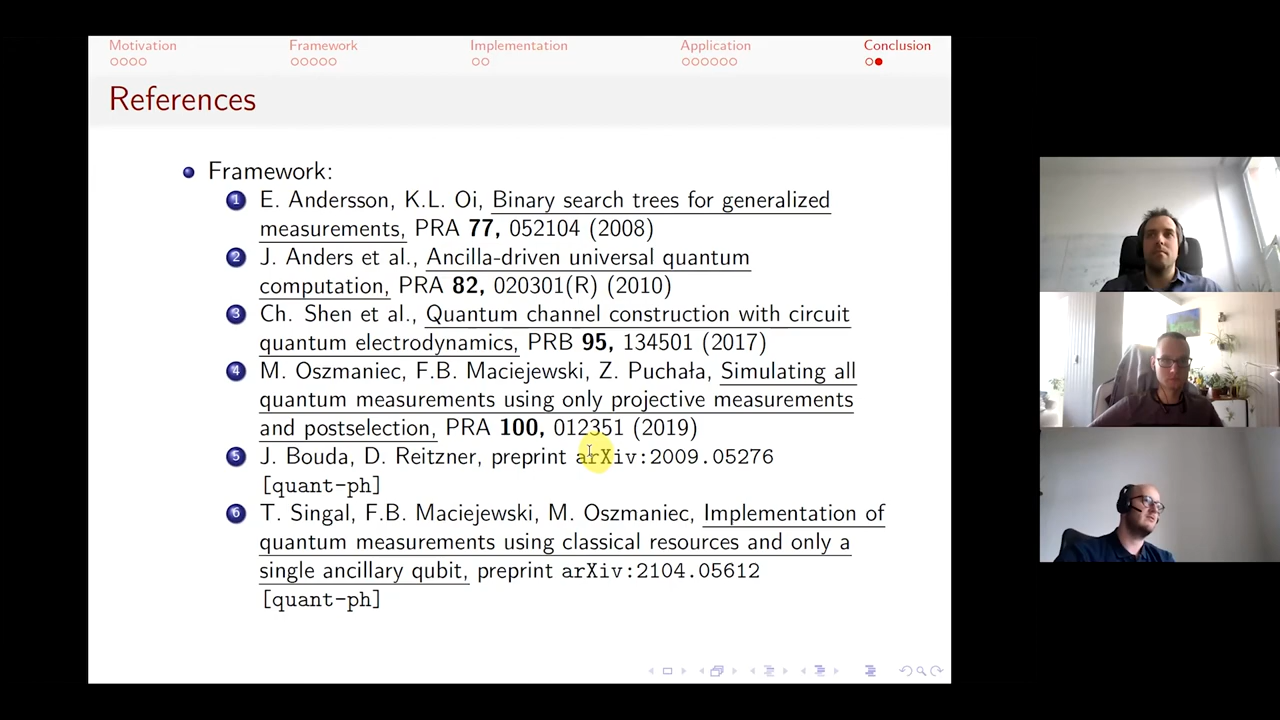 Motivation Framework Implementation Application Conclusion
References
Framework:
1 E. Andersson, K.L. Oi, Binary search trees for generalized
measurements, PRA 77, 052104 (2008)
2 J. Anders et al., Ancilla-driven universal quantum
computation, PRA 82, 020301(R) (2010)
3 Ch. Shen et al., Quantum channel construction with circuit
quantum electrodynamics, PRB 95, 134501 (2017)
4 M. Oszmaniec, F.B. Maciejewski, Z. Puchała, Simulating all
quantum measurements using only projective measurements
and postselection, PRA 100, 012351 (2019)
5 J. Bouda, D. Reitzner, preprint arXiv:2009.05276
[quant-ph]
6 T. Singal, F.B. Maciejewski, M. Oszmaniec, Implementation of
quantum measurements using classical resources and only a
single ancillary qubit, preprint arXiv:2104.05612
[quant-ph]